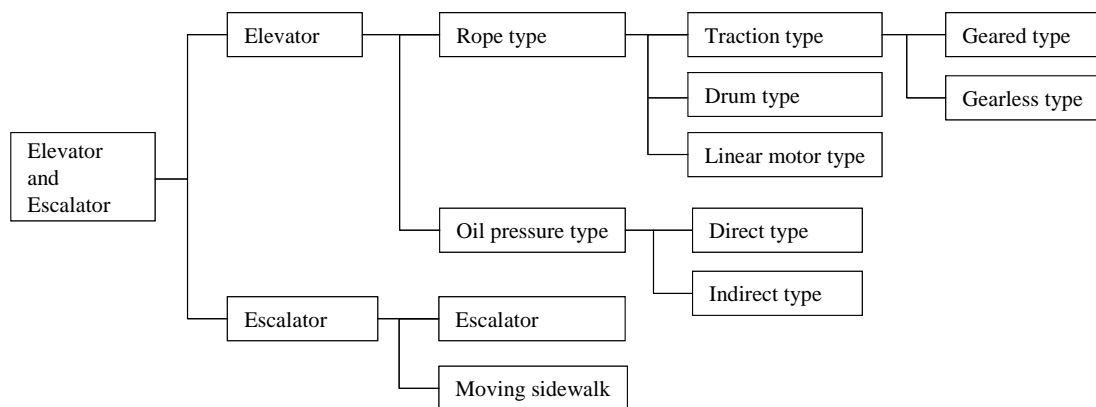 Elevator
Rope type
Traction type
Geared type
Drum type
Gearless type
Elevator
and
Escalator
Linear motor type
Oil pressure type
Direct type
Indirect type
Escalator
Escalator
Moving sidewalk